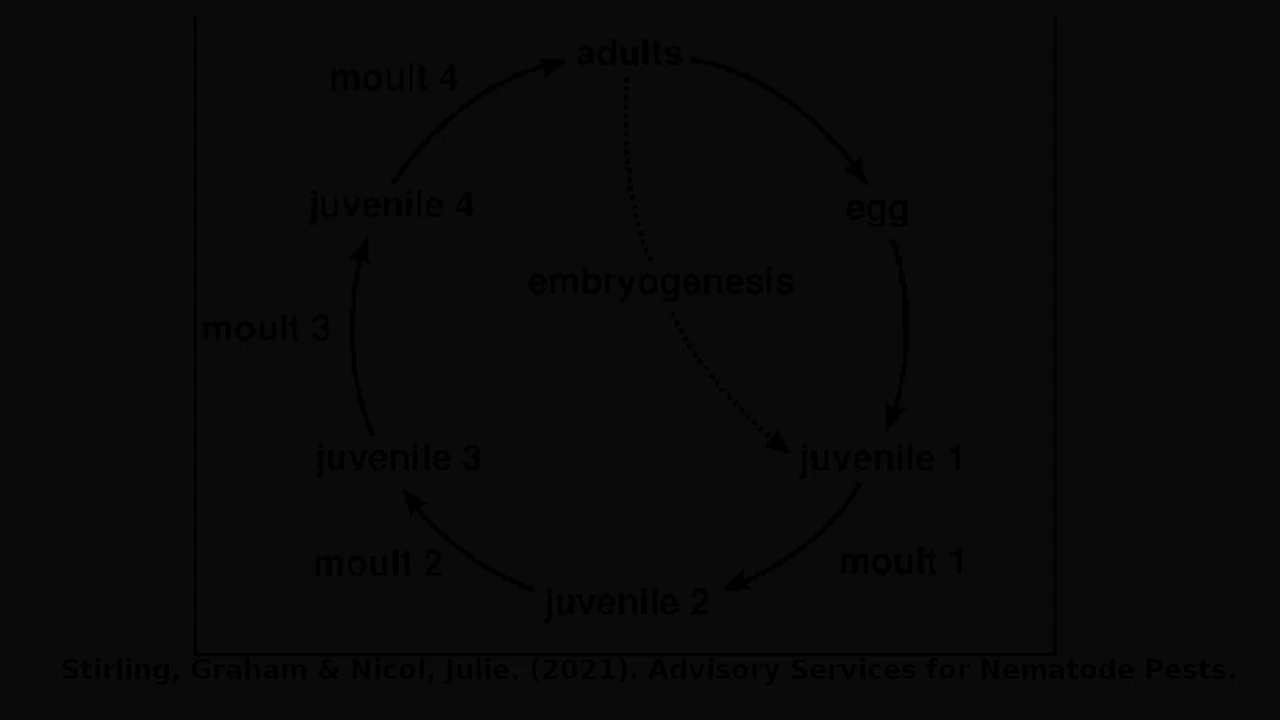 adults
moult 4
juvenile 4
egg
embryogenesis
moult 3
juvenile 3
juvenile 1
moult 2
moult 1
juvenile 2
Stirling, Graham & Nicol, Julie. (2021). Advisory Services for Nematode Pests.